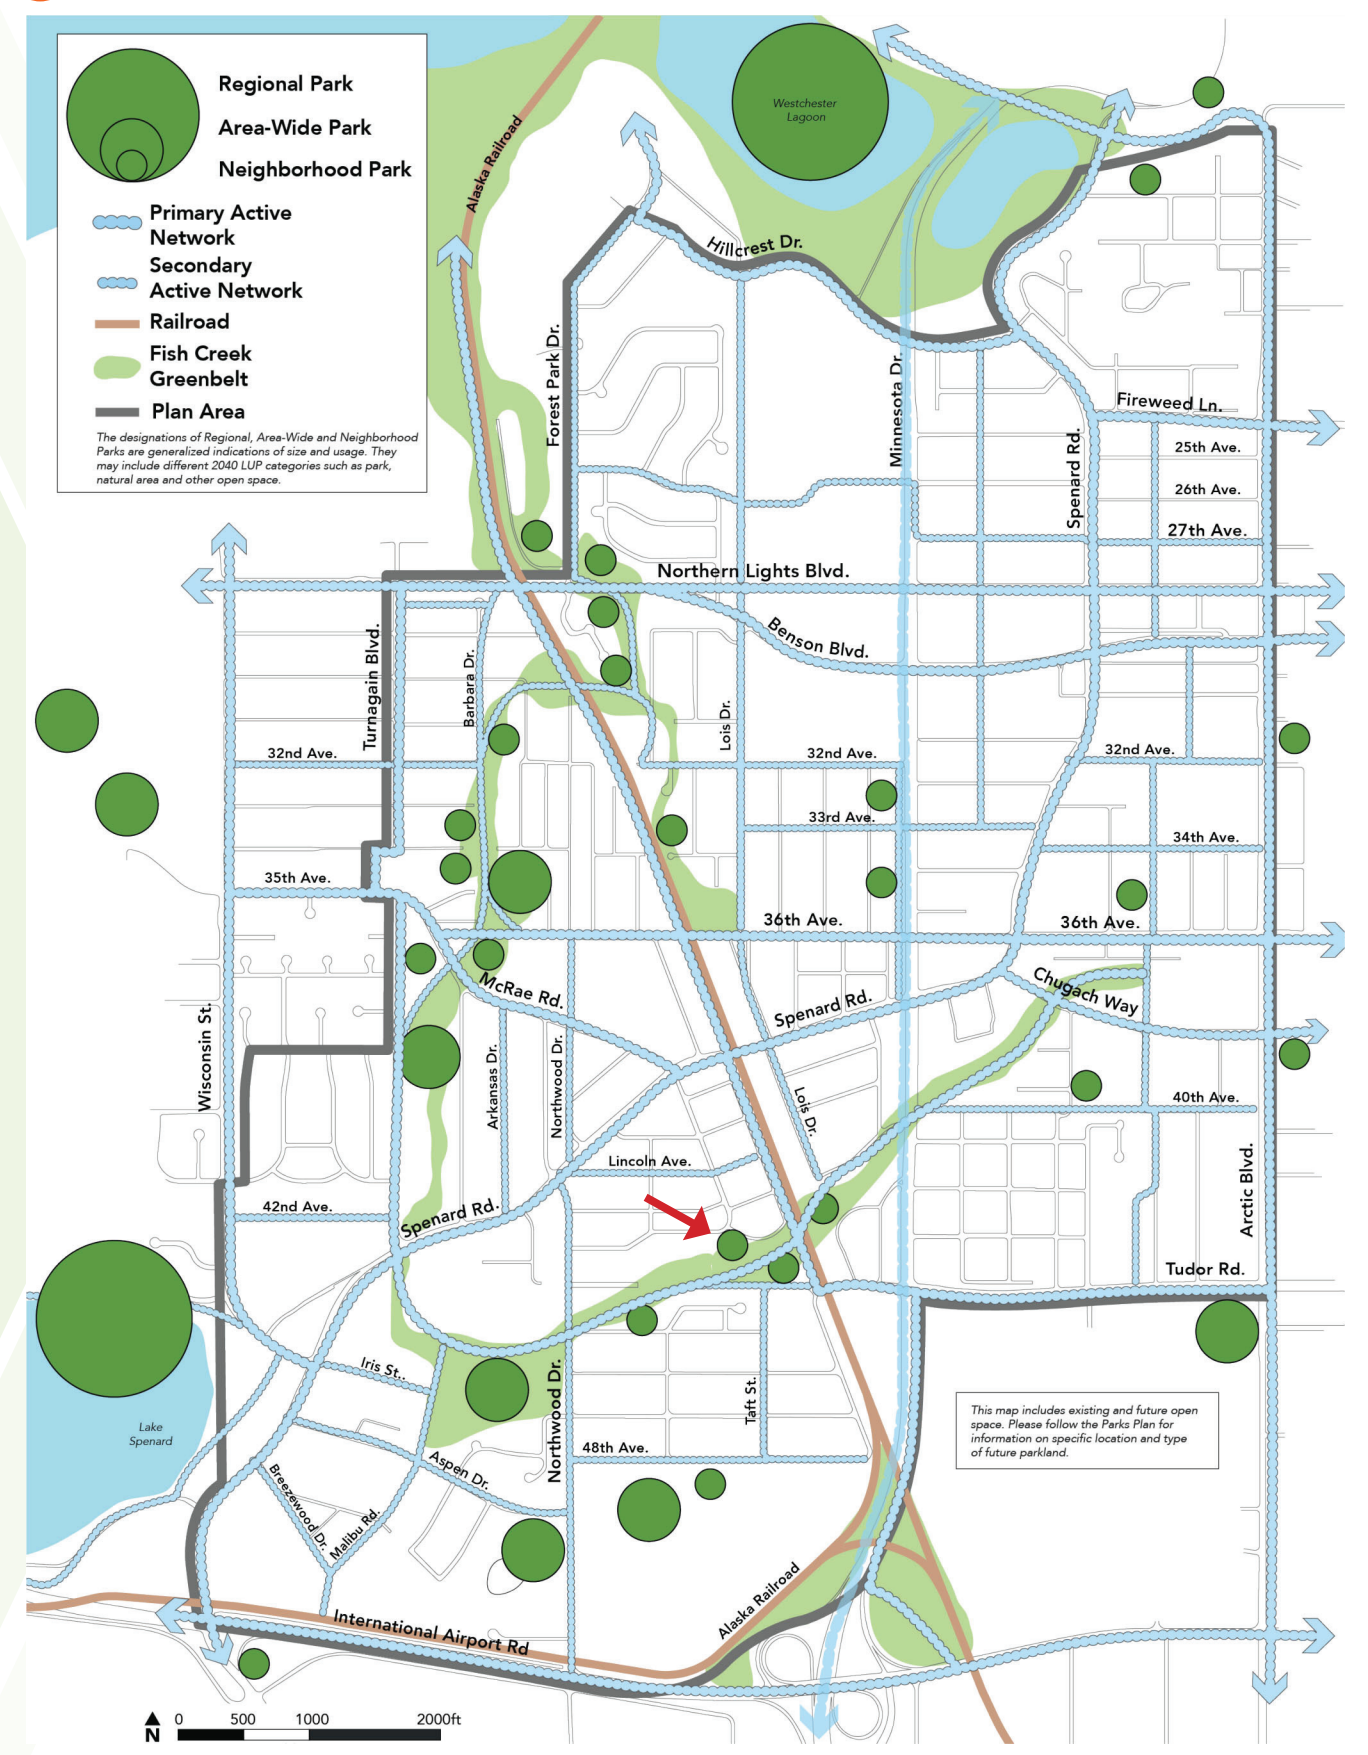 Regional Park
Area-Wide Park
Neighborhood Park
Primary Active
Network
Secondary
Active Network
Railroad
Fish Creek
Greenbelt
Plan Area
The designations of Regional, Area-Wide and Neighborhood
Parks are generalized indications of size and usage. They
may include different 2040 LUP categories such as park,
natural area and other open space.
Westchester
Lagoon
Alaska Railroad
Hillcrest Dr.
Forest Park Dr.
Minnesota Dr.
Spenard Rd.
Fireweed Ln.
25th Ave.
26th Ave.
27th Ave.
Northern Lights Blvd.
Benson Blvd.
Turnagain Blvd.
Barbara Dr.
Lois Dr.
32nd Ave.
32nd Ave.
32nd Ave.
33rd Ave.
34th Ave.
35th Ave.
36th Ave.
36th Ave.
McRae Rd.
Spenard Rd.
Chugach Way
Wisconsin St.
Arkansas Dr.
Northwood Dr.
Lois Dr.
40th Ave.
Lincoln Ave.
42nd Ave.
Spenard Rd.
Arctic Blvd.
Tudor Rd.
Iris St..
Northwood Dr.
Taft St.
Lake
Spenard
This map includes existing and future open
space. Please follow the Parks Plan for
information on specific location and type
of future parkland.
48th Ave.
Aspen Dr.
Breezewood Dr.
Malibu Rd.
International Airport Rd
Alaska Railroad
N
0 500 1000 2000ft